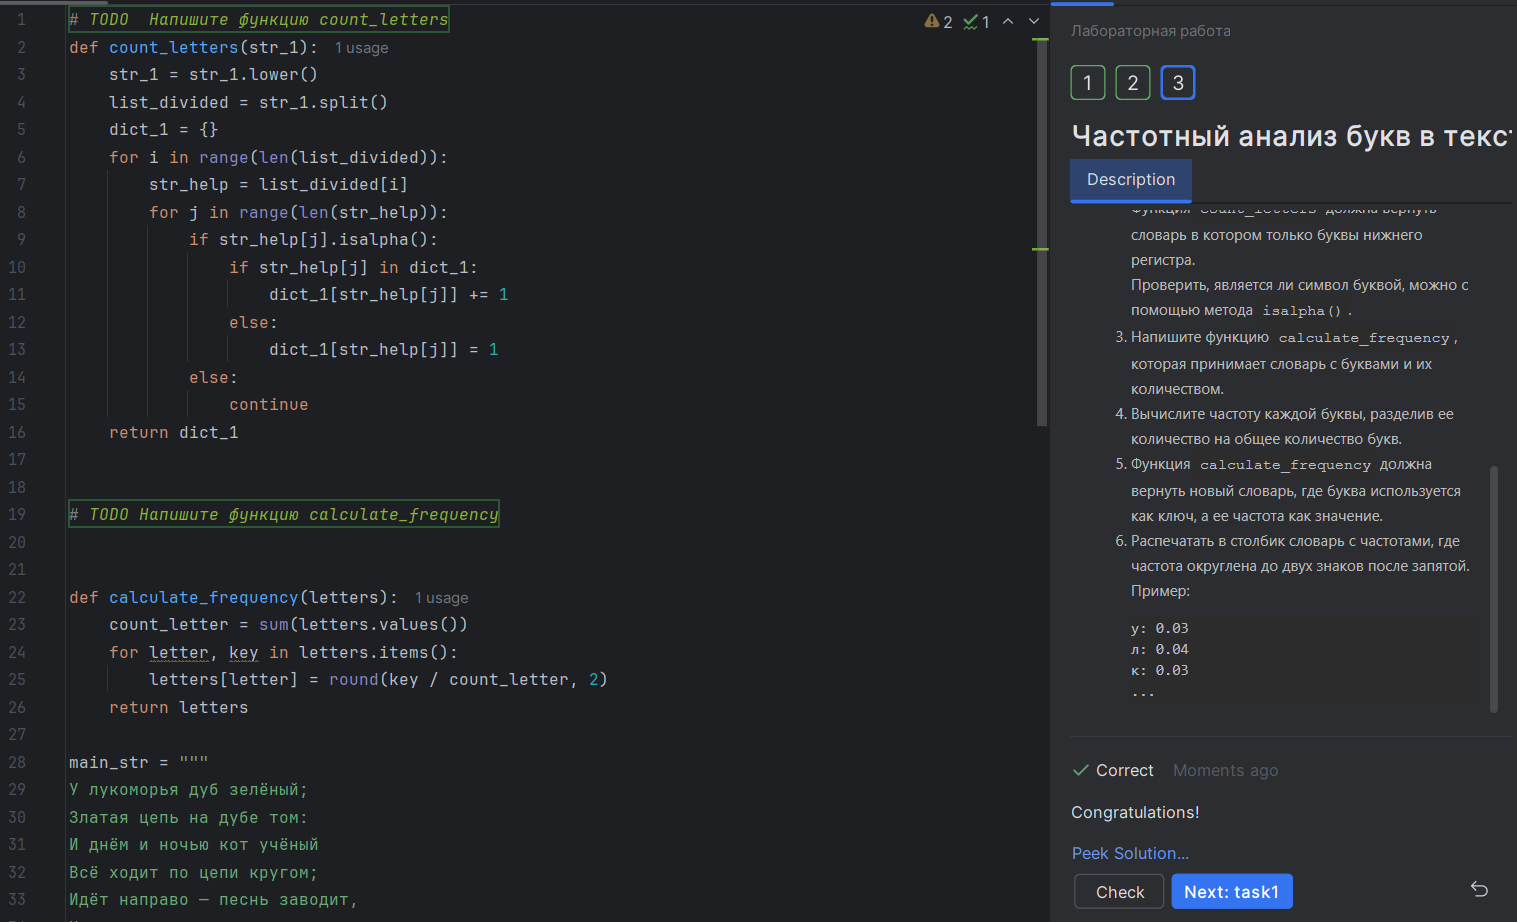 1 # TODO  Напишите функцию count_letters
2 def count_letters(str_1): 1 usage
3     str_1 = str_1.lower()
4     list_divided = str_1.split()
5     dict_1 = {}
6     for i in range(len(list_divided)):
7         str_help = list_divided[i]
8         for j in range(len(str_help)):
9             if str_help[j].isalpha():
10                 if str_help[j] in dict_1:
11                     dict_1[str_help[j]] += 1
12                 else:
13                     dict_1[str_help[j]] = 1
14             else:
15                 continue
16     return dict_1
17
18
19 # TODO Напишите функцию calculate_frequency
20
21
22 def calculate_frequency(letters): 1 usage
23     count_letter = sum(letters.values())
24     for letter, key in letters.items():
25         letters[letter] = round(key / count_letter, 2)
26     return letters
27
28 main_str = """
29 У лукоморья дуб зелёный;
30 Златая цепь на дубе том:
31 И днём и ночью кот учёный
32 Всё ходит по цепи кругом;
33 Идёт направо — песнь заводит,
2 1
Лабораторная работа
1 2 3
Частотный анализ букв в текс
Description
Функция count_letters должна вернуть
словарь в котором только буквы нижнего
регистра.
Проверить, является ли символ буквой, можно с
помощью метода isalpha() .
3. Напишите функцию calculate_frequency ,
которая принимает словарь с буквами и их
количеством.
4. Вычислите частоту каждой буквы, разделив ее
количество на общее количество букв.
5. Функция calculate_frequency должна
вернуть новый словарь, где буква используется
как ключ, а ее частота как значение.
6. Распечатать в столбик словарь с частотами, где
частота округлена до двух знаков после запятой.
Пример:
у: 0.03
л: 0.04
к: 0.03
...
Correct Moments ago
Congratulations!
Peek Solution...
Check Next: task1